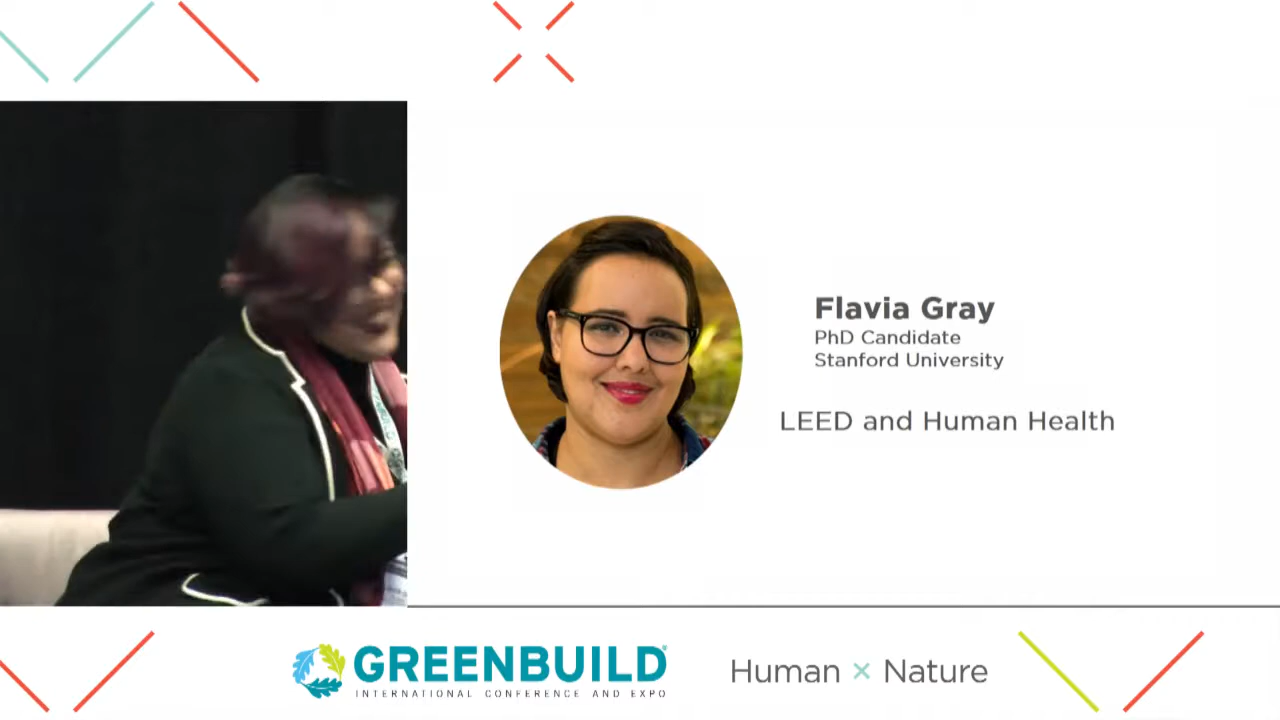 Flavia Gray
PhD Candidate
Stanford University
LEED and Human Health
GREENBUILD
INTERNATIONAL CONFERENCE AND EXPO
Human × Nature